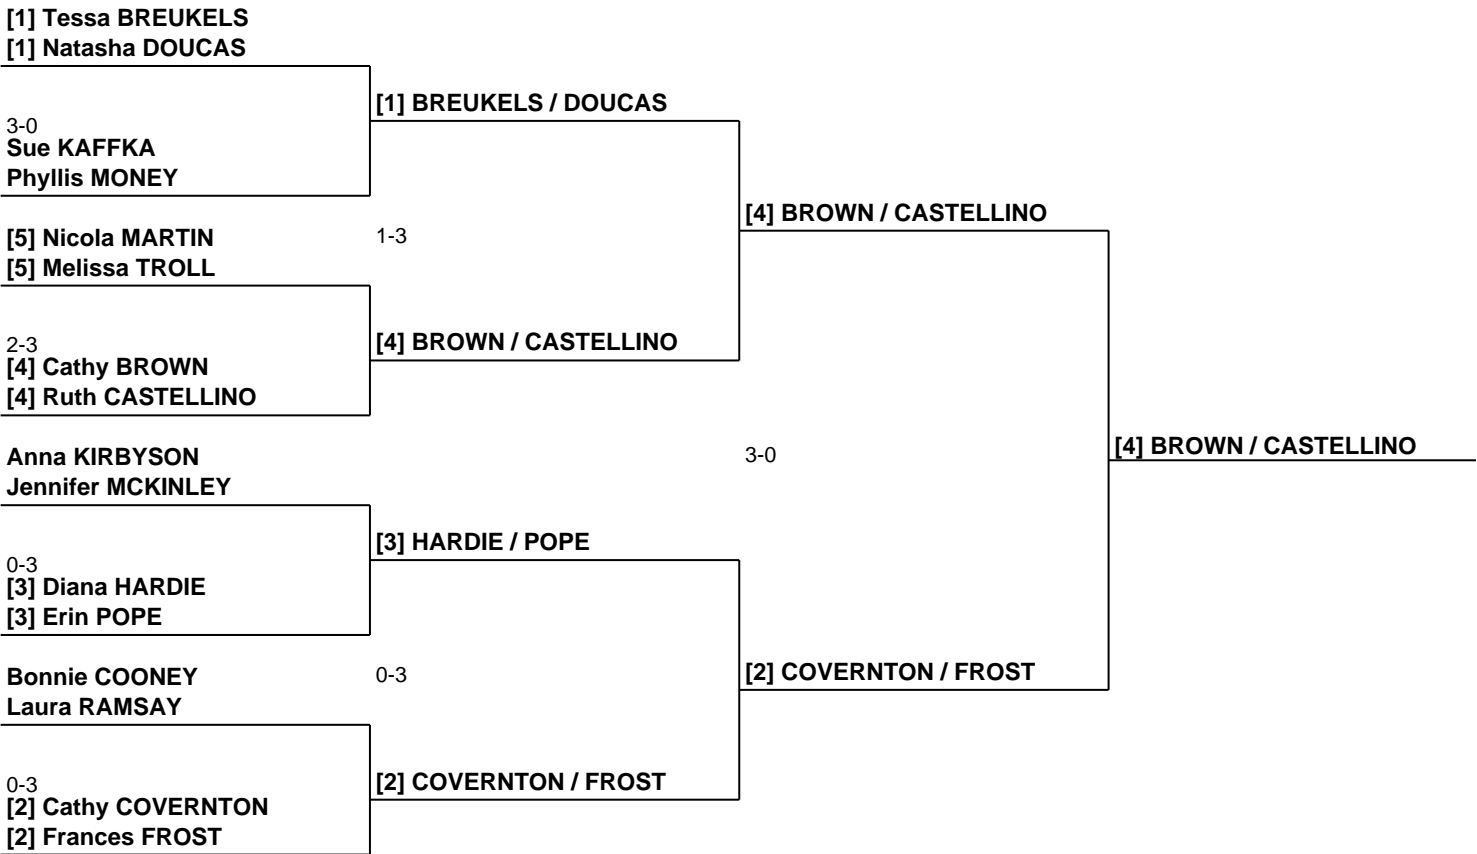 [1] Tessa BREUKELS
[1] Natasha DOUCAS
3-0
Sue KAFFKA
Phyllis MONEY
[5] Nicola MARTIN
[5] Melissa TROLL
2-3
[4] Cathy BROWN
[4] Ruth CASTELLINO
Anna KIRBYSON
Jennifer MCKINLEY
0-3
[3] Diana HARDIE
[3] Erin POPE
Bonnie COONEY
Laura RAMSAY
0-3
[2] Cathy COVERNTON
[2] Frances FROST
[1] BREUKELS / DOUCAS
1-3
[4] BROWN / CASTELLINO
[3] HARDIE / POPE
0-3
[2] COVERNTON / FROST
[4] BROWN / CASTELLINO
3-0
[2] COVERNTON / FROST
[4] BROWN / CASTELLINO